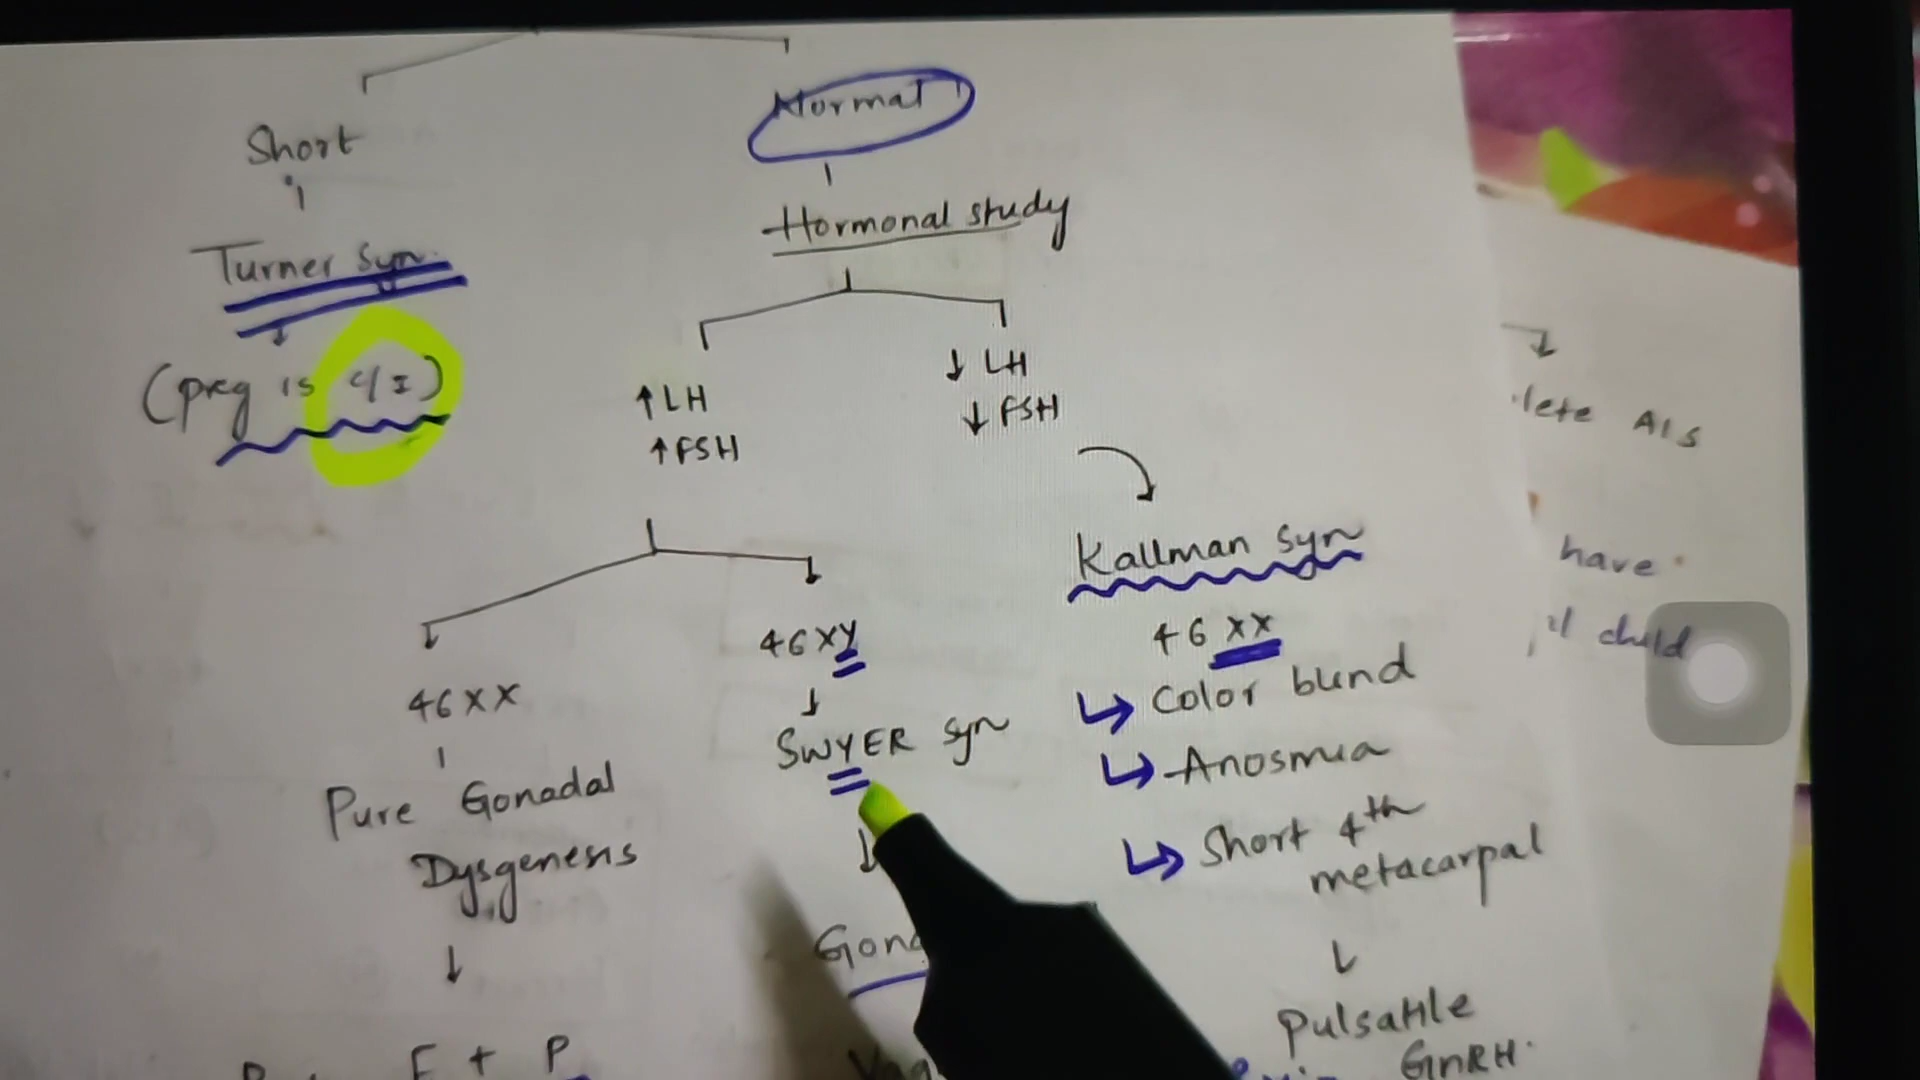 Short
Normal
Hormonal study
Turner Syn.
(preg is C/I)
↑ LH
↑ FSH
↓ LH
↓ FSH
Kallman Syn
46 XX
Color blind
Anosmia
Short 4th
metacarpal
Pulsatile
GnRH.
46 XY
SWYER Syn
46 XX
Pure Gonadal
Dysgenesis
E + P
AIS
have
child